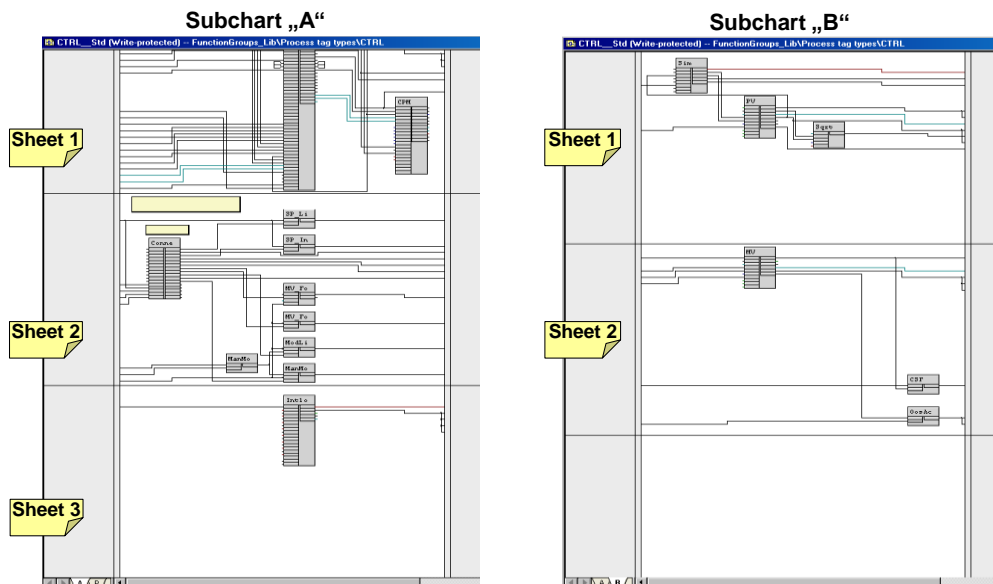 Subchart „A“
CTRL__Std (Write-protected) -- FunctionGroups_Lib\Process tag types\CTRL
CPM
Sheet 1
SP_Li
Conne
SP_In
MV_Fo
MV_Fo
Sheet 2
ModLi
ManMo
ManMo
Intlo
Sheet 3
A B
Subchart „B“
CTRL__Std (Write-protected) -- FunctionGroups_Lib\Process tag types\CTRL
Sim
PV
Sqrt
Sheet 1
MV
Sheet 2
CSF
A B